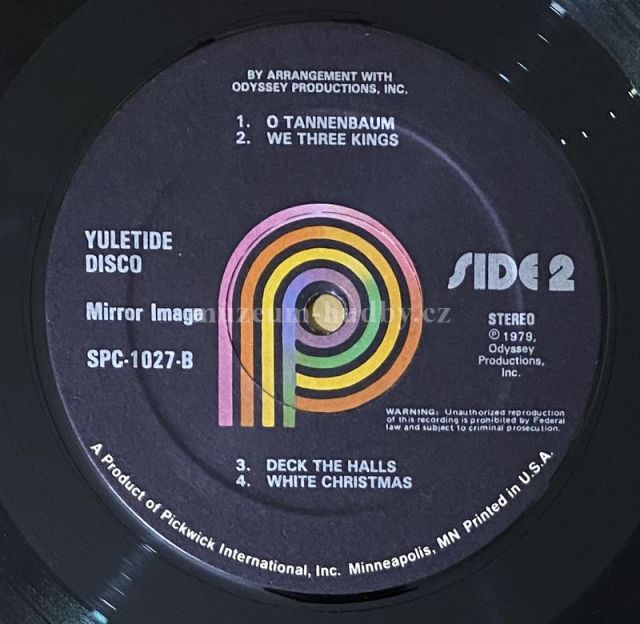 BY ARRANGEMENT WITH
ODYSSEY PRODUCTIONS, INC.
1. O TANNENBAUM
2. WE THREE KINGS
YULETIDE
DISCO
Mirror Image
SPC-1027-B
SIDE 2
STEREO
℗ 1979,
Odyssey
Productions,
Inc.
muzeum-hudby.cz
WARNING: Unauthorized reproduction
of this recording is prohibited by Federal
law and subject to criminal prosecution.
3. DECK THE HALLS
4. WHITE CHRISTMAS
A Product of Pickwick International, Inc. Minneapolis, MN Printed in U.S.A.